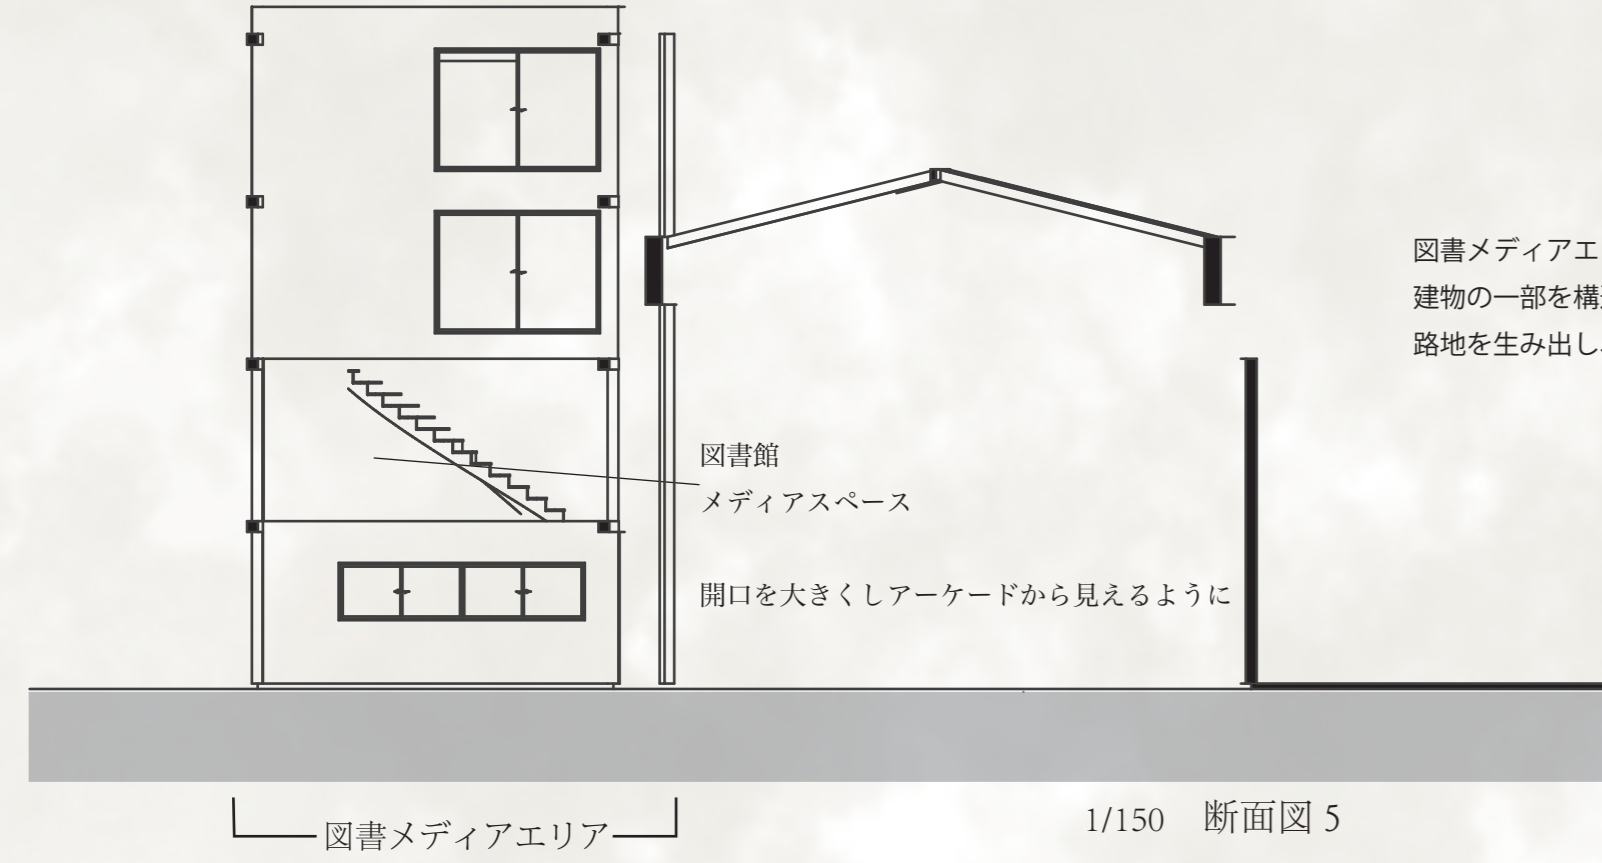 図書メディアエ
建物の一部を構
路地を生み出し
図書館
メディアスペース
開口を大きくしアーケードから見えるように
図書メディアエリア
1/150 断面図 5